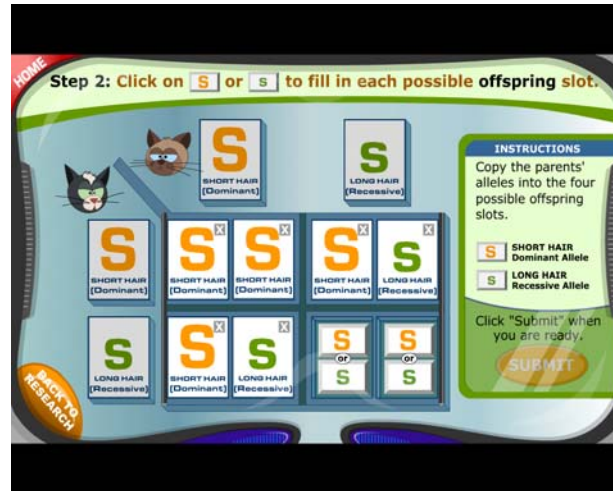 HOME
Step 2: Click on S or s to fill in each possible offspring slot.
S
SHORT HAIR
(Dominant)
s
LONG HAIR
(Recessive)
INSTRUCTIONS
Copy the parents'
alleles into the four
possible offspring
slots.
S SHORT HAIR
Dominant Allele
s LONG HAIR
Recessive Allele
Click "Submit" when
you are ready.
SUBMIT
S
SHORT HAIR
(Dominant)
X
S
SHORT HAIR
(Dominant)
X
S
SHORT HAIR
(Dominant)
X
S
SHORT HAIR
(Dominant)
X
s
LONG HAIR
(Recessive)
s
LONG HAIR
(Recessive)
X
S
SHORT HAIR
(Dominant)
X
s
LONG HAIR
(Recessive)
S
or
s
S
or
s
BACK TO
RESEARCH